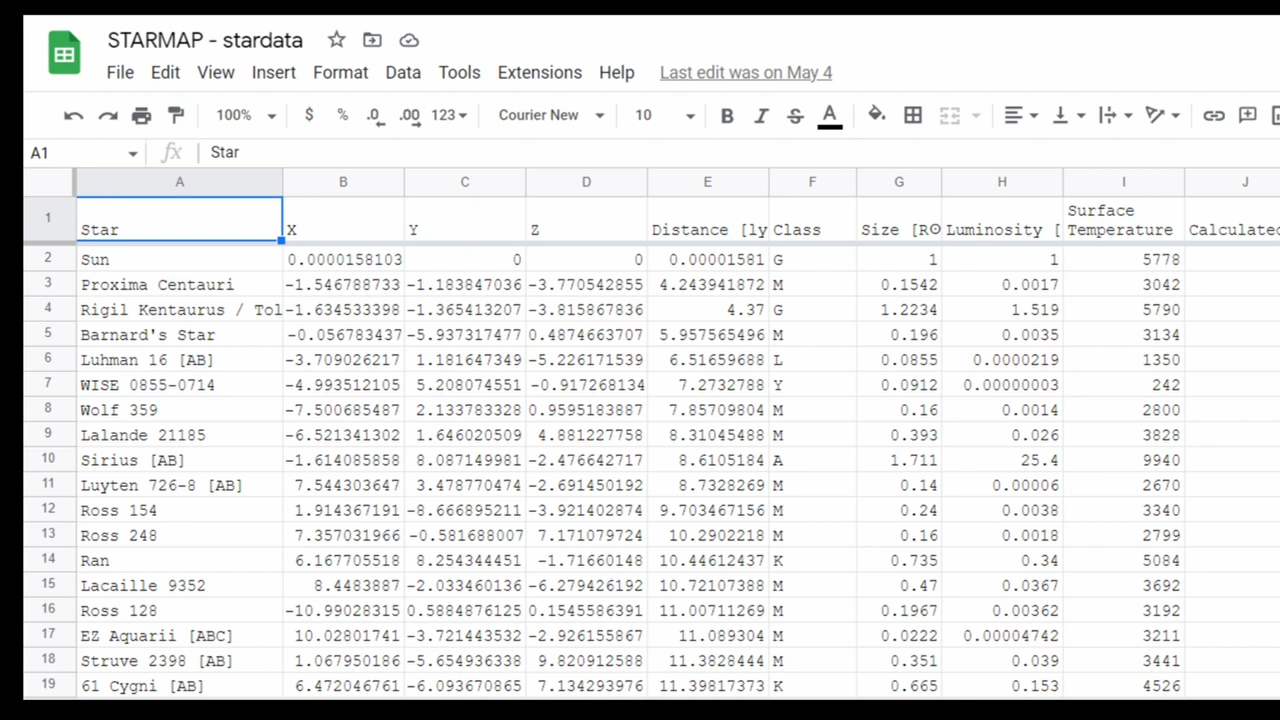 STARMAP - stardata
File Edit View Insert Format Data Tools Extensions Help Last edit was on May 4
100% $ % .0 .00 123 Courier New 10 B I S A
A1 fx Star
A B C D E F G H I J
1 Star X Y Z Distance [ly Class Size [R⊙ Luminosity [ Surface Temperature Calculated
2 Sun 0.0000158103 0 0 0.00001581 G 1 1 5778
3 Proxima Centauri -1.546788733 -1.183847036 -3.770542855 4.243941872 M 0.1542 0.0017 3042
4 Rigil Kentaurus / Tol -1.634533398 -1.365413207 -3.815867836 4.37 G 1.2234 1.519 5790
5 Barnard's Star -0.056783437 -5.937317477 0.4874663707 5.957565496 M 0.196 0.0035 3134
6 Luhman 16 [AB] -3.709026217 1.181647349 -5.226171539 6.51659688 L 0.0855 0.0000219 1350
7 WISE 0855-0714 -4.993512105 5.208074551 -0.917268134 7.2732788 Y 0.0912 0.00000003 242
8 Wolf 359 -7.500685487 2.133783328 0.9595183887 7.85709804 M 0.16 0.0014 2800
9 Lalande 21185 -6.521341302 1.646020509 4.881227758 8.31045488 M 0.393 0.026 3828
10 Sirius [AB] -1.614085858 8.087149981 -2.476642717 8.6105184 A 1.711 25.4 9940
11 Luyten 726-8 [AB] 7.544303647 3.478770474 -2.691450192 8.7328269 M 0.14 0.00006 2670
12 Ross 154 1.914367191 -8.666895211 -3.921402874 9.703467156 M 0.24 0.0038 3340
13 Ross 248 7.357031966 -0.581688007 7.171079724 10.2902218 M 0.16 0.0018 2799
14 Ran 6.167705518 8.254344451 -1.71660148 10.44612437 K 0.735 0.34 5084
15 Lacaille 9352 8.4483887 -2.033460136 -6.279426192 10.72107388 M 0.47 0.0367 3692
16 Ross 128 -10.99028315 0.5884876125 0.1545586391 11.00711269 M 0.1967 0.00362 3192
17 EZ Aquarii [ABC] 10.02801741 -3.721443532 -2.926155867 11.089304 M 0.0222 0.00004742 3211
18 Struve 2398 [AB] 1.067950186 -5.654936338 9.820912588 11.3828444 M 0.351 0.039 3441
19 61 Cygni [AB] 6.472046761 -6.093670865 7.134293976 11.39817373 K 0.665 0.153 4526